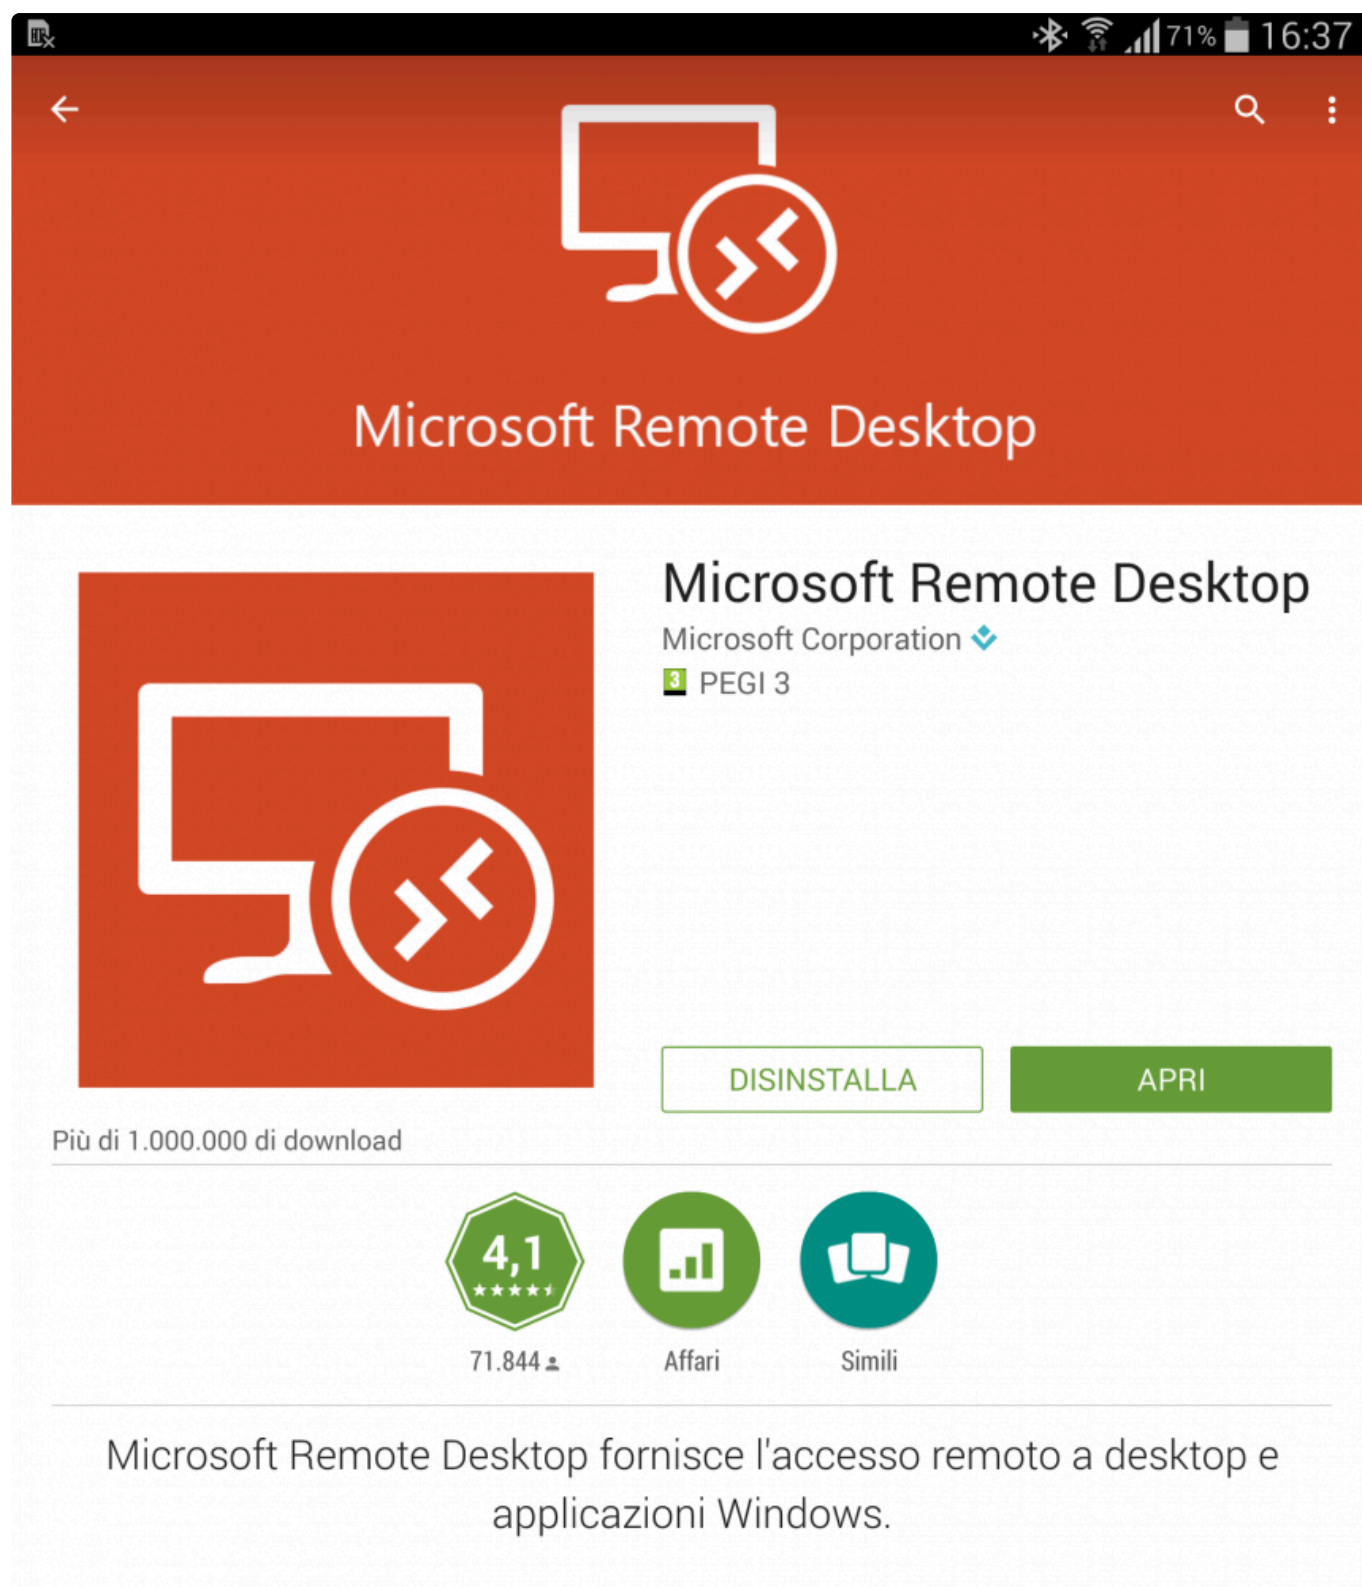 71% 16:37
Microsoft Remote Desktop
Microsoft Remote Desktop
Microsoft Corporation
3 PEGI 3
DISINSTALLA APRI
Più di 1.000.000 di download
4,1
71.844 Affari Simili
Microsoft Remote Desktop fornisce l'accesso remoto a desktop e
applicazioni Windows.